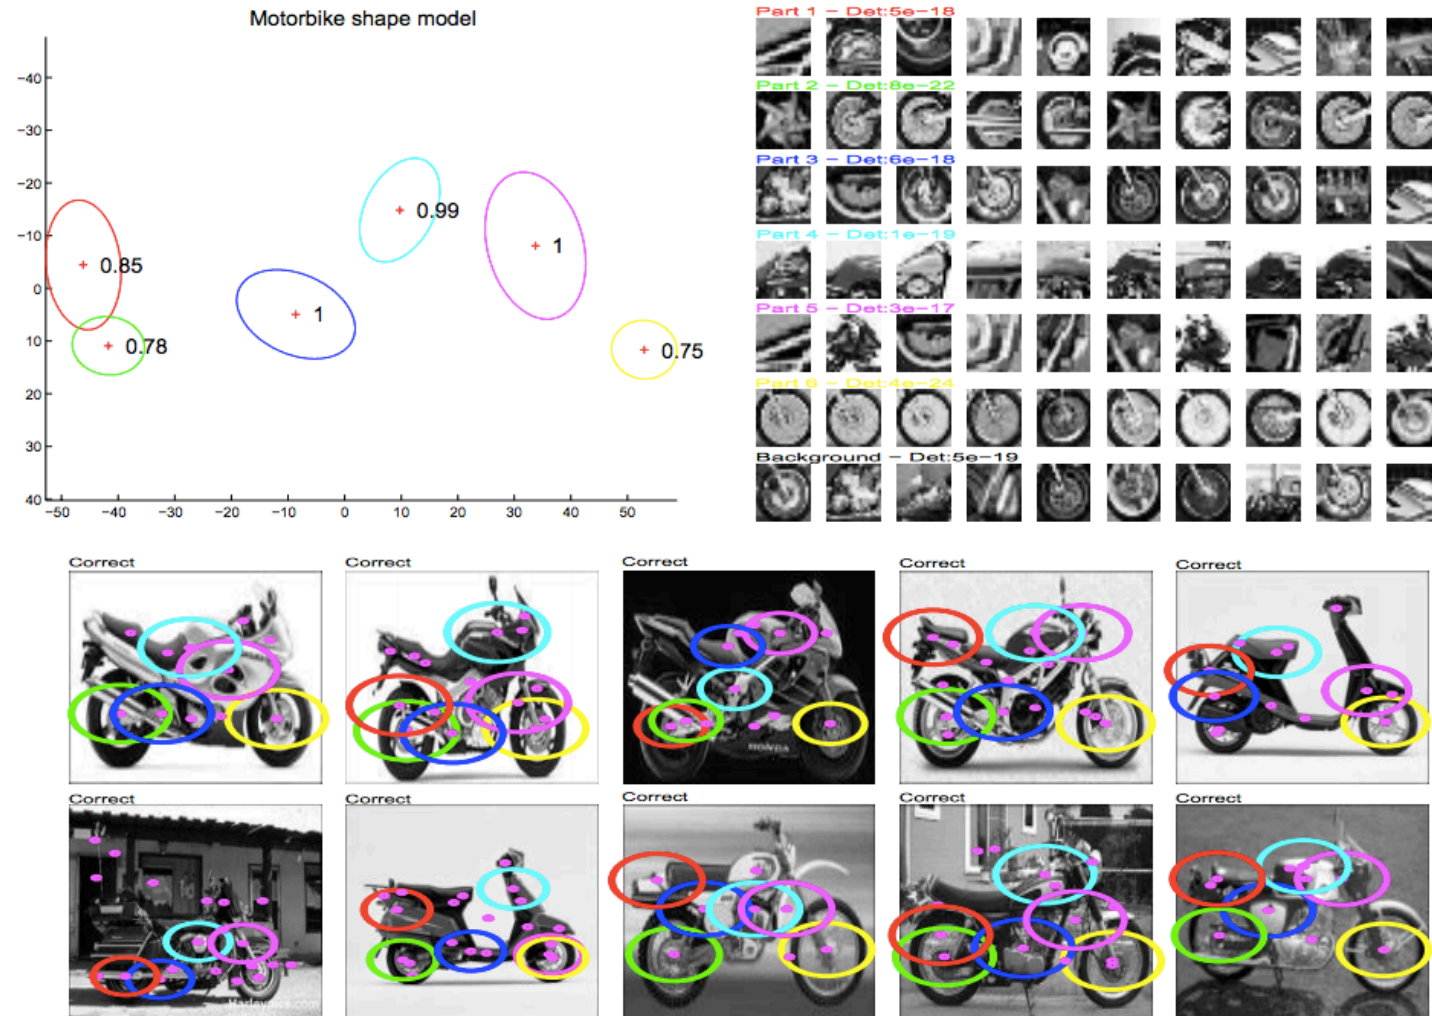 Motorbike shape model
−40
−30
−20
−10
0
10
20
30
40
−50
−40
−30
−20
−10
0
10
20
30
40
50
0.85
0.78
1
0.99
1
0.75
Part 1 − Det:5e−18
Part 2 − Det:8e−22
Part 3 − Det:6e−18
Part 4 − Det:1e−19
Part 5 − Det:3e−17
Part 6 − Det:4e−24
Background − Det:5e−19
Correct
Correct
Correct
Correct
Correct
HONDA
Correct
Correct
Correct
Correct
Correct
Harleypics.com